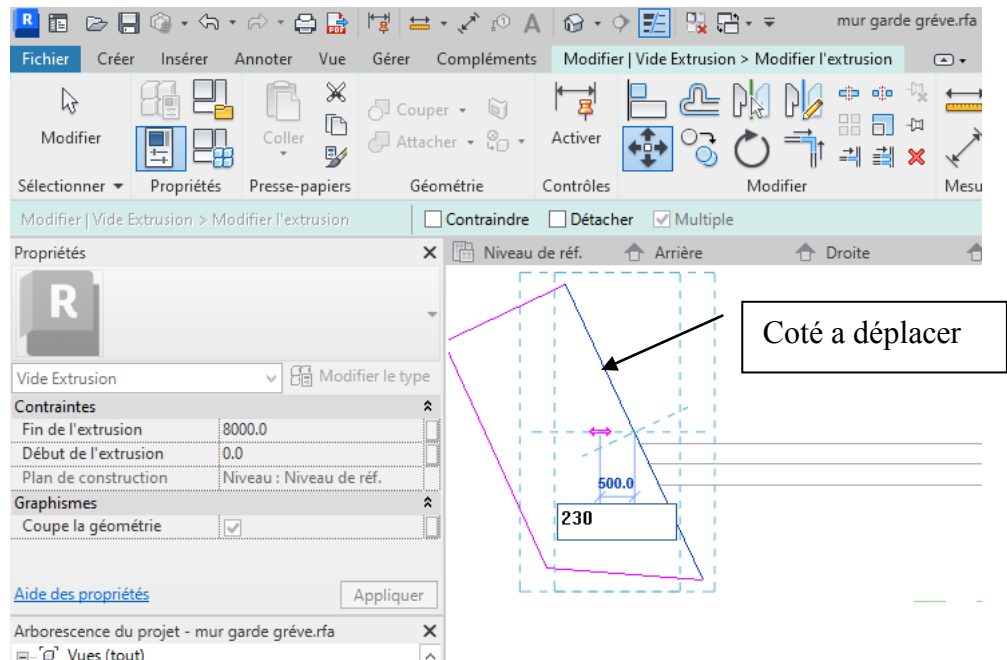 R mur garde gréve.rfa
Fichier Créer Insérer Annoter Vue Gérer Compléments Modifier | Vide Extrusion > Modifier l'extrusion
Modifier Coller Couper Activer
Attacher
Sélectionner Propriétés Presse-papiers Géométrie Contrôles Modifier Mesu
Modifier | Vide Extrusion > Modifier l'extrusion Contraindre Détacher Multiple
Propriétés Niveau de réf. Arrière Droite
R
Coté a déplacer
Vide Extrusion Modifier le type
Contraintes
Fin de l'extrusion 8000.0
Début de l'extrusion 0.0
Plan de construction Niveau : Niveau de réf.
Graphismes
Coupe la géométrie
500.0
230
Aide des propriétés Appliquer
Arborescence du projet - mur garde gréve.rfa
Vues (tout)